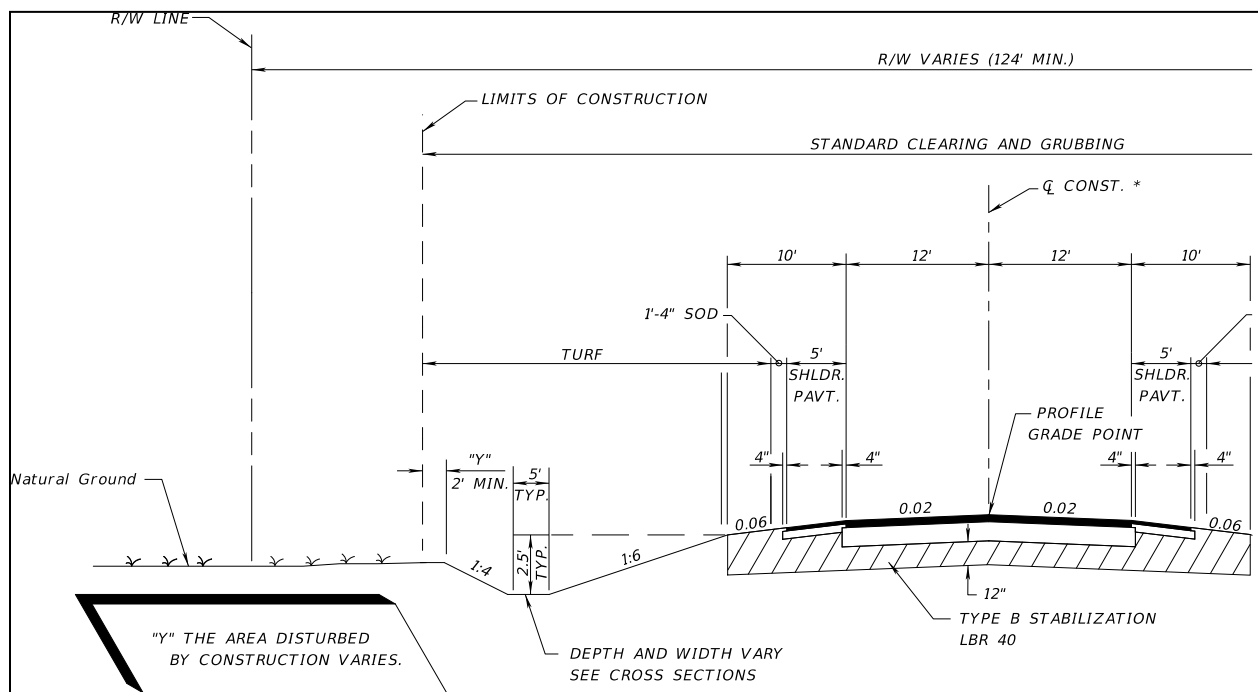 R/W LINE
R/W VARIES (124' MIN.)
LIMITS OF CONSTRUCTION
STANDARD CLEARING AND GRUBBING
℄ CONST. *
10'
12'
12'
10'
1'-4" SOD
TURF
5'
SHLDR.
PAVT.
5'
SHLDR.
PAVT.
PROFILE
GRADE POINT
"Y"
2' MIN.
5'
TYP.
4"
4"
4"
4"
Natural Ground
0.06
0.02
0.02
0.06
1:4
2.5'
TYP.
1:6
12"
TYPE B STABILIZATION
LBR 40
"Y" THE AREA DISTURBED
BY CONSTRUCTION VARIES.
DEPTH AND WIDTH VARY
SEE CROSS SECTIONS